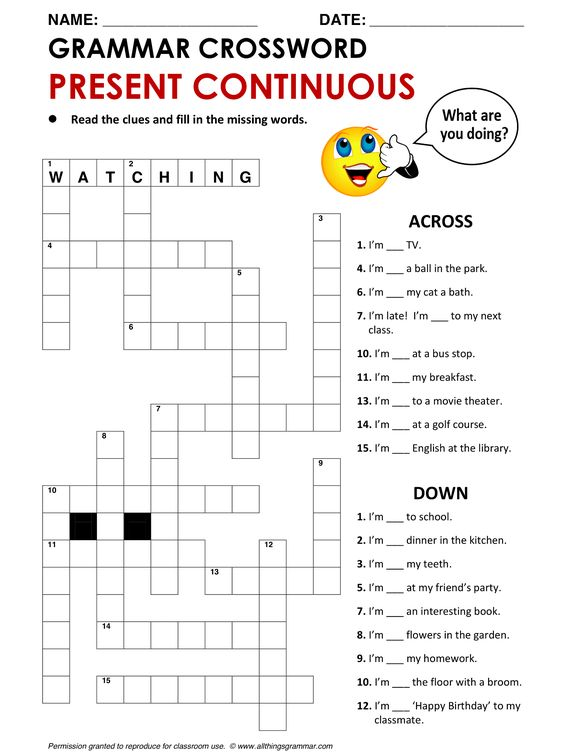 NAME: ____________________ DATE: ____________________
GRAMMAR CROSSWORD
PRESENT CONTINUOUS
● Read the clues and fill in the missing words.
What are
you doing?
1 2
W A T C H I N G
3
4
5
6
7
8
9
10
11 12
13
14
15
ACROSS
1. I’m ___ TV.
4. I’m ___ a ball in the park.
6. I’m ___ my cat a bath.
7. I’m late! I’m ___ to my next
class.
10. I’m ___ at a bus stop.
11. I’m ___ my breakfast.
13. I’m ___ to a movie theater.
14. I’m ___ at a golf course.
15. I’m ___ English at the library.
DOWN
1. I’m ___ to school.
2. I’m ___ dinner in the kitchen.
3. I’m ___ my teeth.
5. I’m ___ at my friend’s party.
7. I’m ___ an interesting book.
8. I’m ___ flowers in the garden.
9. I’m ___ my homework.
10. I’m ___ the floor with a broom.
12. I’m ___ ‘Happy Birthday’ to my
classmate.
Permission granted to reproduce for classroom use. © www.allthingsgrammar.com